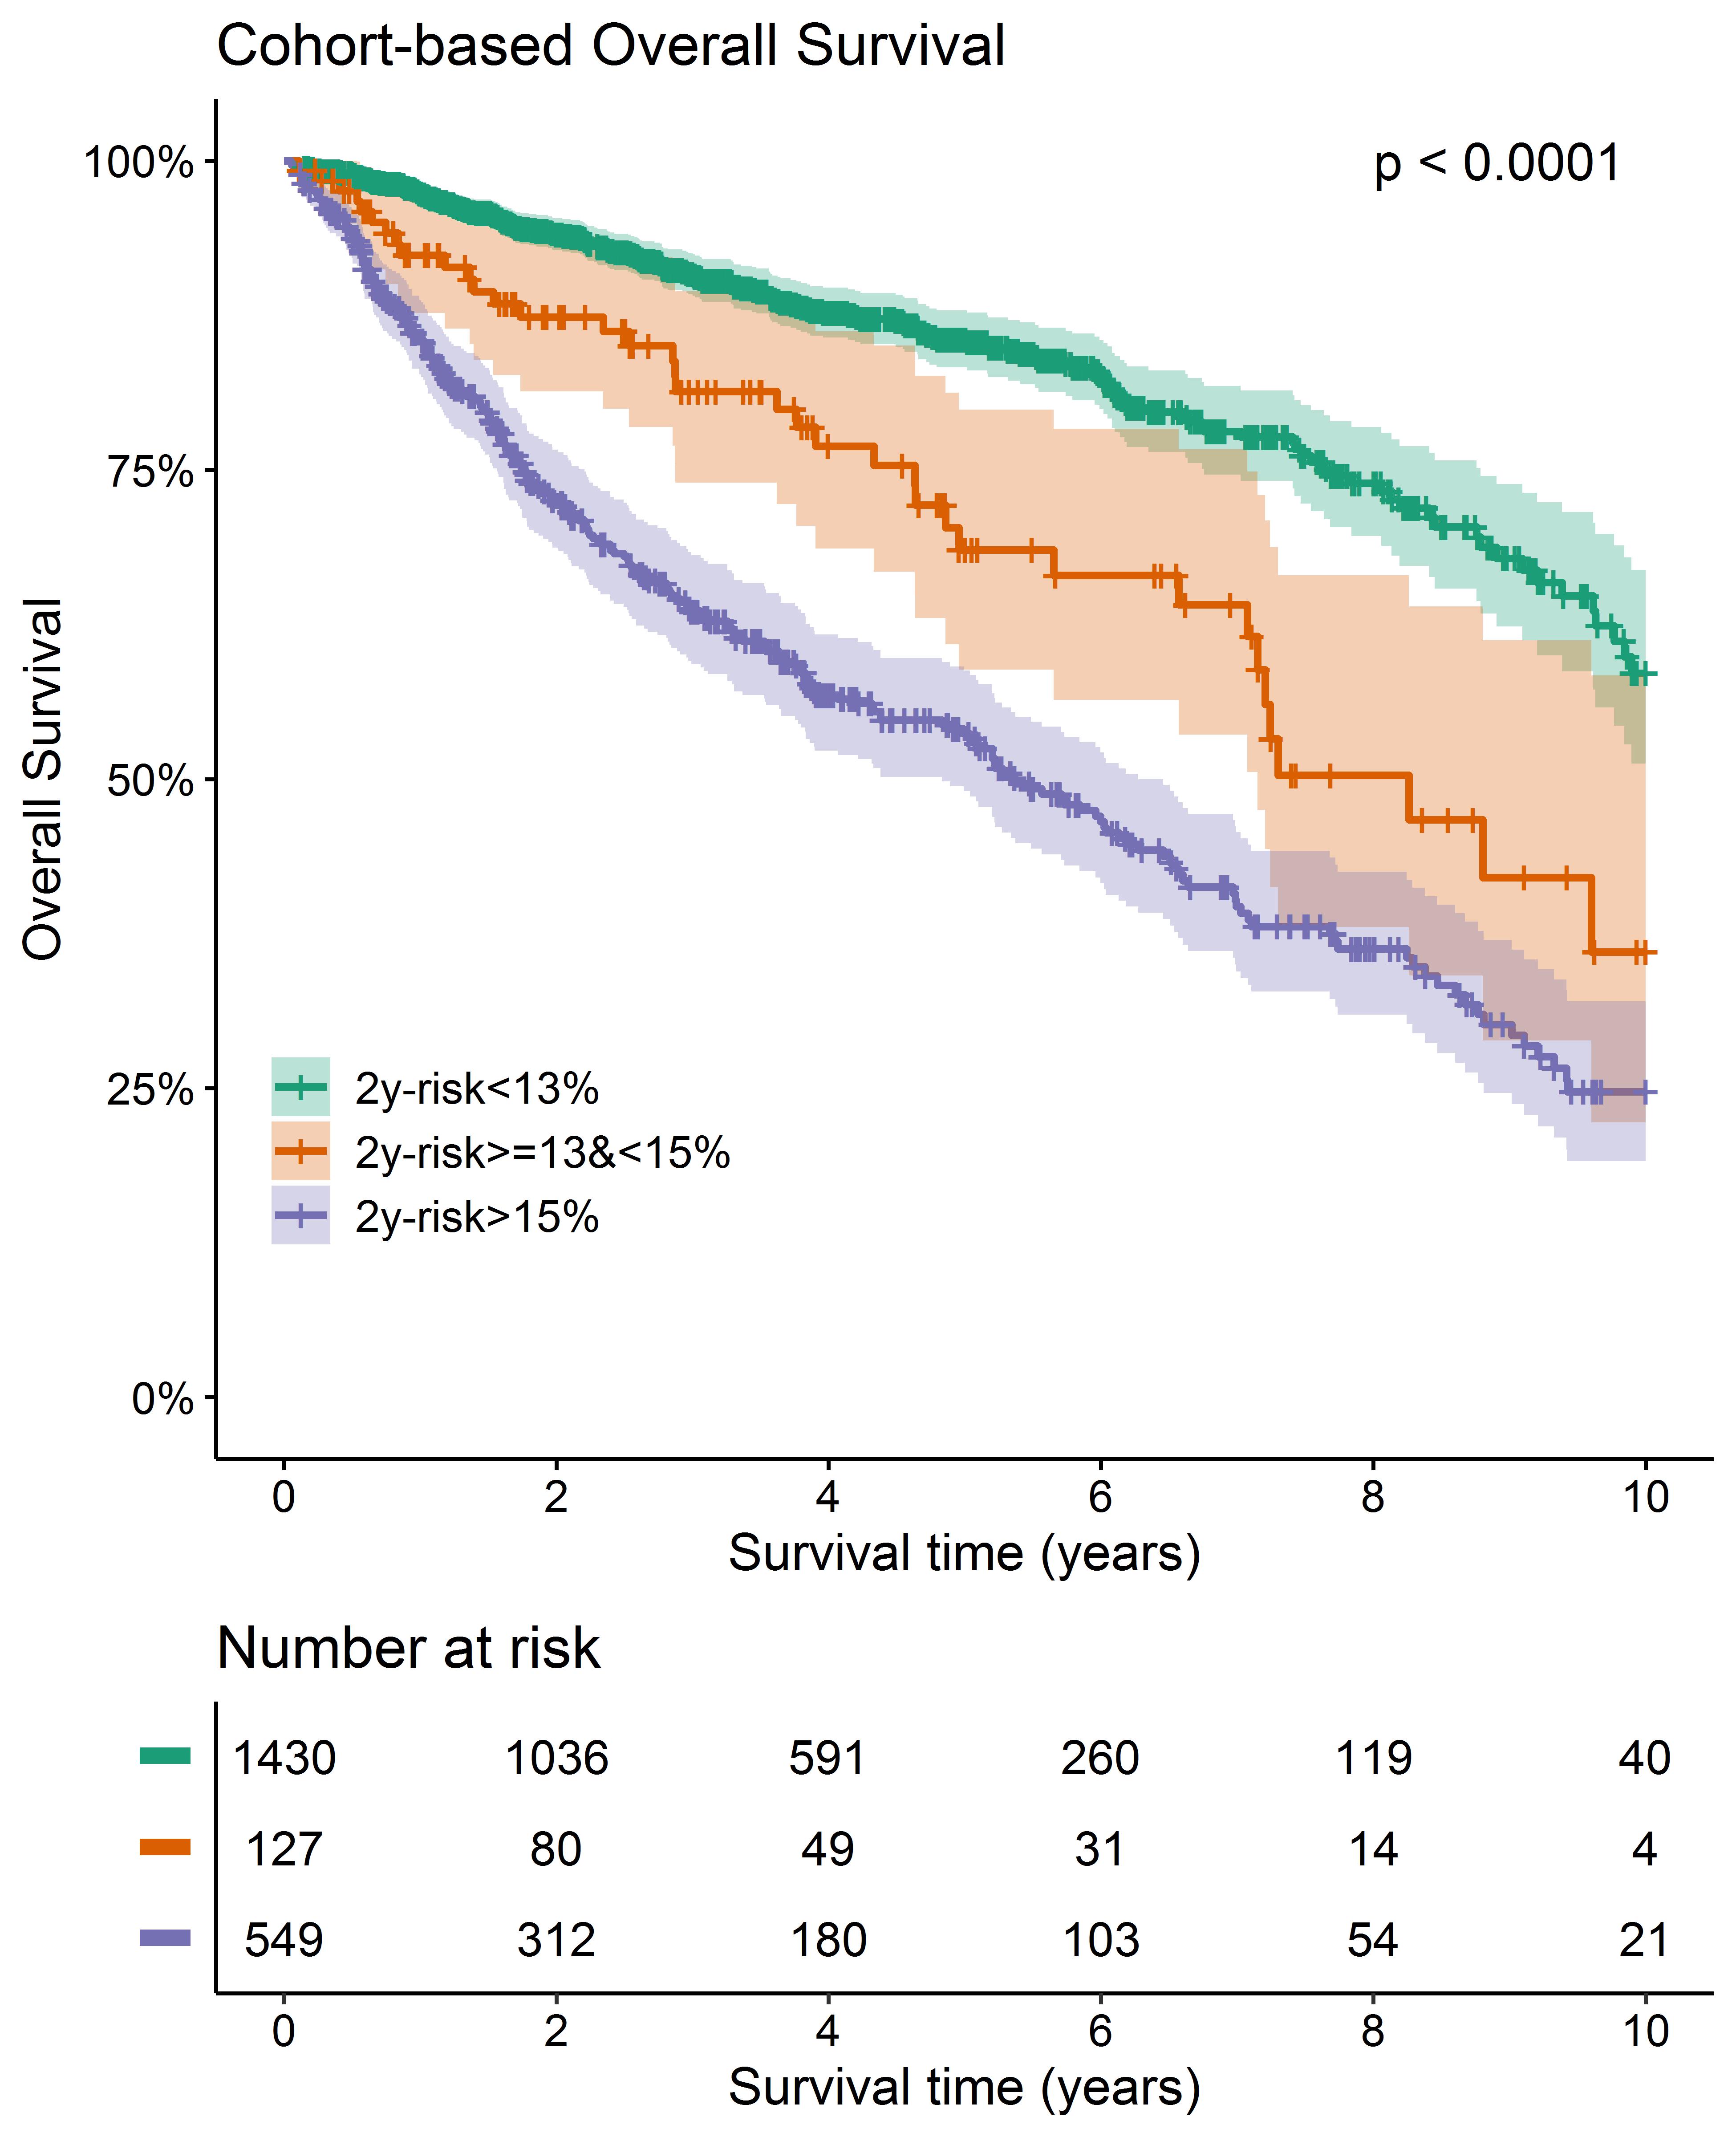 Cohort-based Overall Survival
p < 0.0001
100%
75%
50%
25%
0%
Overall Survival
2y-risk<13%
2y-risk>=13&<15%
2y-risk>15%
0 2 4 6 8 10
Survival time (years)
Number at risk
1430 1036 591 260 119 40
127 80 49 31 14 4
549 312 180 103 54 21
0 2 4 6 8 10
Survival time (years)